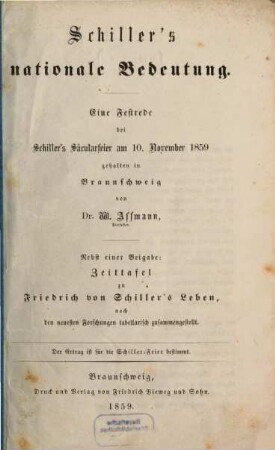 Schiller's
nationale Bedeutung.
Eine Festrede
bei
Schiller's Säcularfeier am 10. November 1859
gehalten in
Braunschweig
von
Dr. W. Assmann,
Nebst einer Beigabe:
Zeittafel
zu
Friedrich von Schiller's Leben,
nach
den neuesten Forschungen tabellarisch zusammengestellt.
Der Ertrag ist für die Schiller-Feier bestimmt.
Braunschweig,
Druck und Verlag von Friedrich Vieweg und Sohn.
1859.